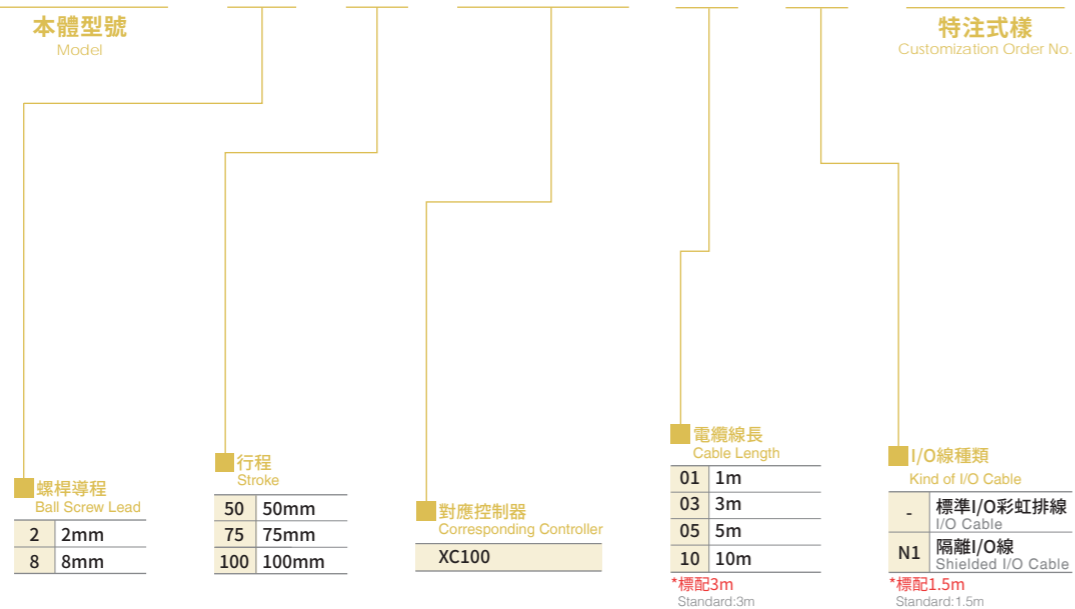 本體型號
Model
特注式樣
Customization Order No.
螺桿導程
Ball Screw Lead
2 2mm
8 8mm
行程
Stroke
50 50mm
75 75mm
100 100mm
對應控制器
Corresponding Controller
XC100
電纜線長
Cable Length
01 1m
03 3m
05 5m
10 10m
*標配3m
Standard:3m
I/O線種類
Kind of I/O Cable
- 標準I/O彩虹排線
I/O Cable
N1 隔離I/O線
Shielded I/O Cable
*標配1.5m
Standard:1.5m